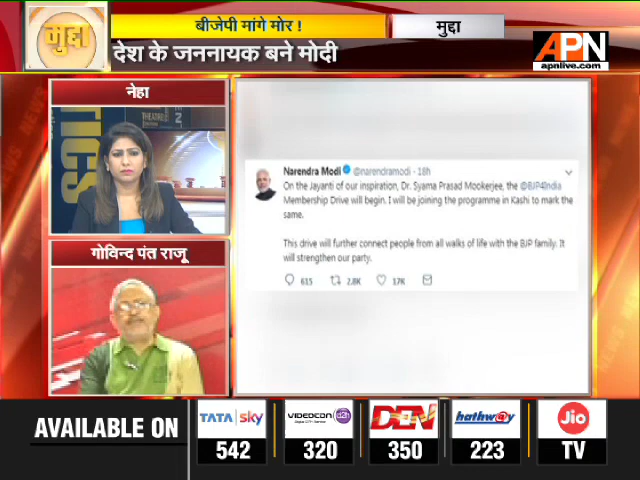 मुद्दा
बीजेपी मांगे मोर !
मुद्दा
देश के जननायक बने मोदी
APN
apnlive.com
नेहा
गोविन्द पंत राजू
Narendra Modi @narendramodi · 18h
On the Jayanti of our inspiration, Dr. Syama Prasad Mookerjee, the @BJP4India
Membership Drive will begin. I will be joining the programme in Kashi to mark the
same.
This drive will further connect people from all walks of life with the BJP family. It
will strengthen our party.
615 2.8K 17K
AVAILABLE ON
TATA sky
542
VIDEOCON d2h
320
DEN
350
hathway
223
Jio
TV